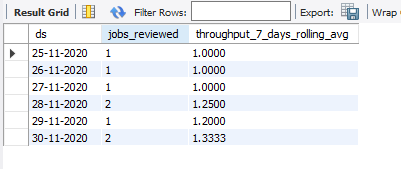 Result Grid Filter Rows: Export: Wrap C
ds jobs_reviewed throughput_7_days_rolling_avg
25-11-2020 1 1.0000
26-11-2020 1 1.0000
27-11-2020 1 1.0000
28-11-2020 2 1.2500
29-11-2020 1 1.2000
30-11-2020 2 1.3333